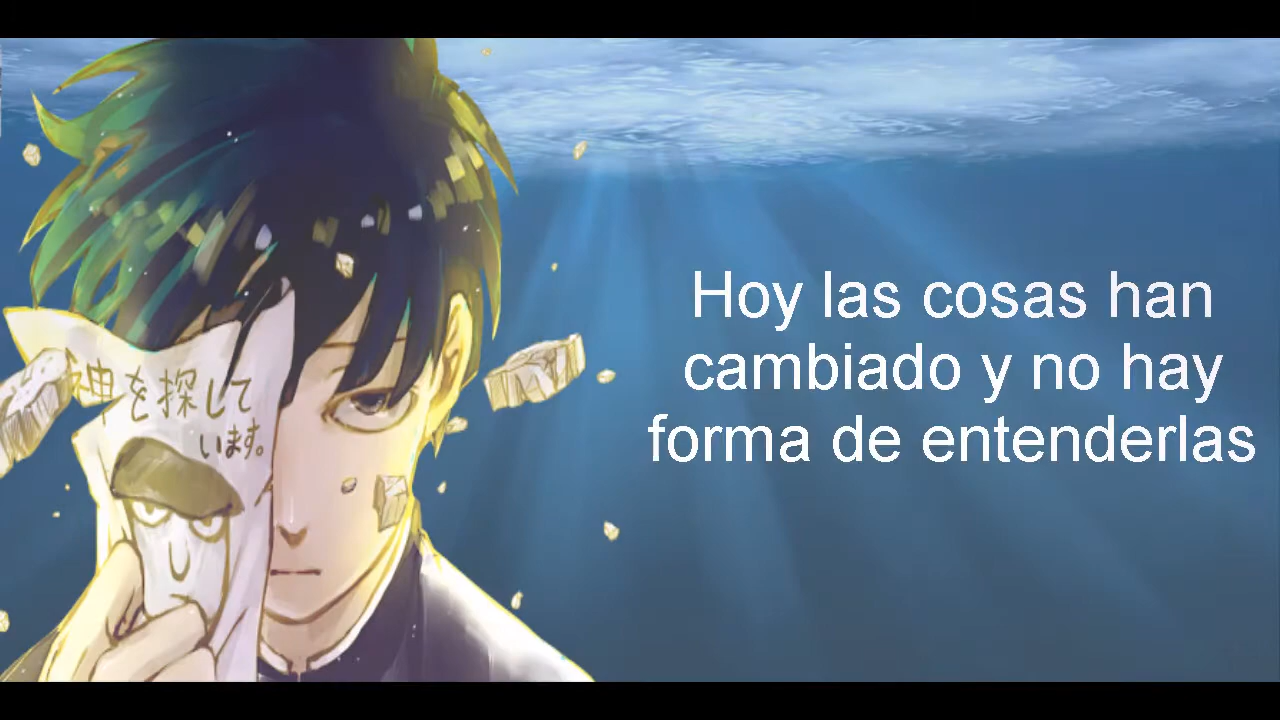 神を探して
います。
Hoy las cosas han
cambiado y no hay
forma de entenderlas